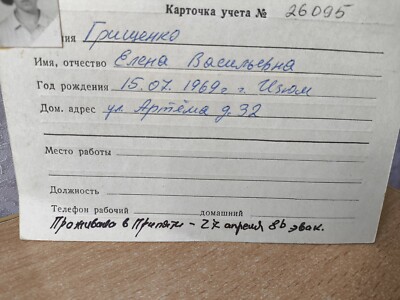 Карточка учета № 26095
ия Грищенко
Имя, отчество Елена Васильевна
Год рождения 15.07.1969 г. г. Изюм
Дом. адрес ул. Артёма д. 32
Место работы
Должность
Телефон рабочий домашний
Проживала в Припяти - 27 апреля 86 эвак.